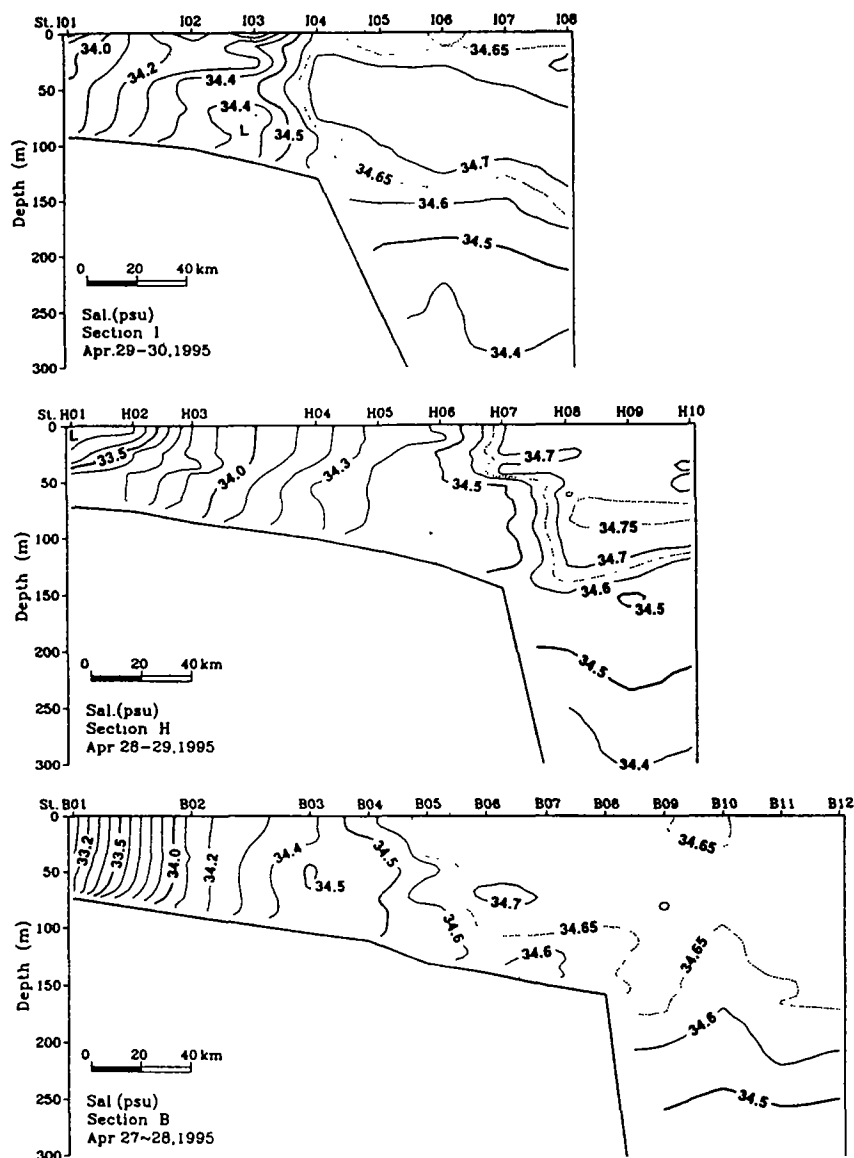 St. I01 I02 I03 I04 I05 I06 I07 I08
0
50
100
150
200
250
300
Depth (m)
34.0
34.2
34.4
34.4
L
34.5
34.65
34.7
34.65
34.6
34.5
34.4
0 20 40 km
Sal.(psu)
Section I
Apr.29-30,1995
St. H01 H02 H03 H04 H05 H06 H07 H08 H09 H10
0
50
100
150
200
250
300
Depth (m)
L
33.5
34.0
34.3
34.5
34.7
34.75
34.7
34.6
34.5
34.5
34.4
0 20 40 km
Sal.(psu)
Section H
Apr 28-29,1995
St. B01 B02 B03 B04 B05 B06 B07 B08 B09 B10 B11 B12
0
50
100
150
200
250
300
Depth (m)
33.2
33.5
34.0
34.2
34.4
34.5
34.5
34.6
34.7
34.65
34.6
34.65
34.65
34.6
34.5
0 20 40 km
Sal (psu)
Section B
Apr 27~28,1995